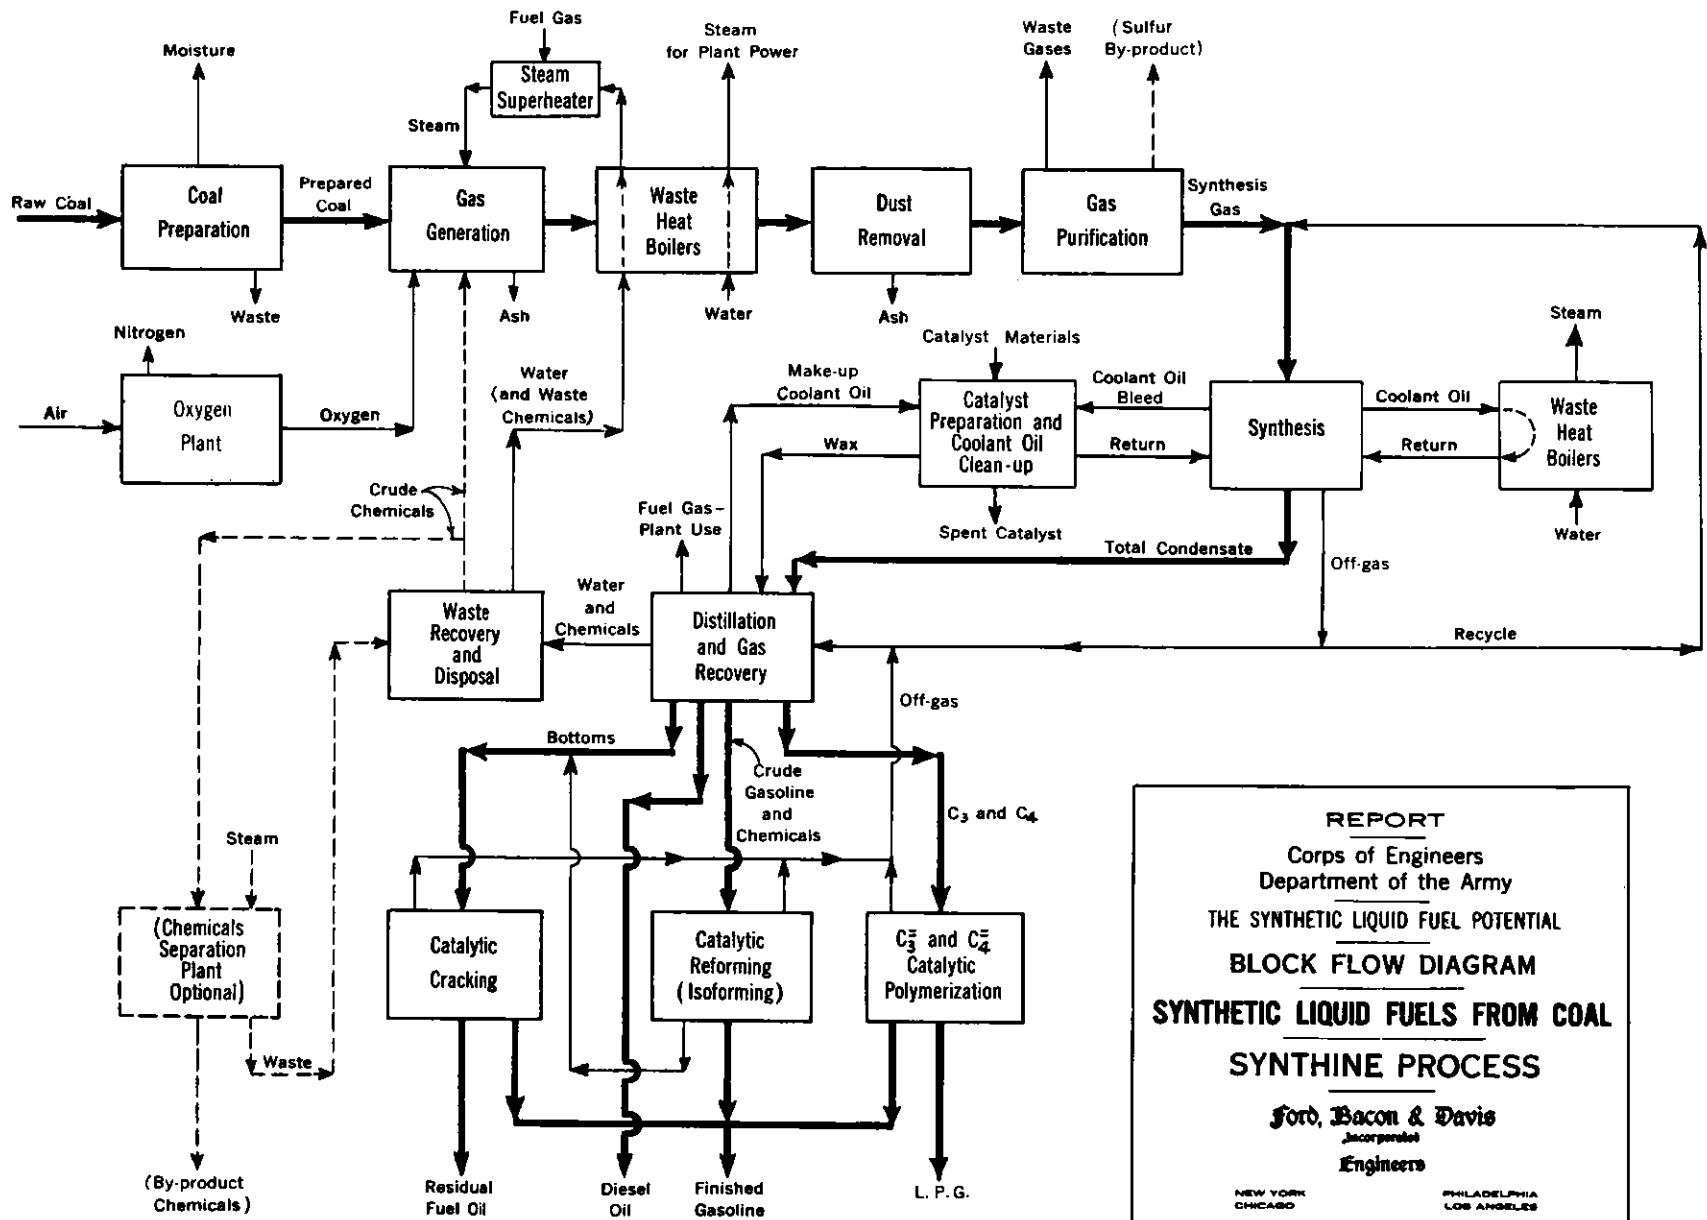 Fuel Gas
Moisture
Steam
for Plant Power
Waste
Gases
(Sulfur
By-product)
Steam
Superheater
Steam
Raw Coal
Coal
Preparation
Prepared
Coal
Gas
Generation
Waste
Heat
Boilers
Dust
Removal
Gas
Purification
Synthesis
Gas
Waste
Ash
Water
Ash
Nitrogen
Air
Oxygen
Plant
Oxygen
Water
(and Waste
Chemicals)
Make-up
Coolant Oil
Catalyst Materials
Catalyst
Preparation and
Coolant Oil
Clean-up
Coolant Oil
Bleed
Return
Wax
Spent Catalyst
Synthesis
Coolant Oil
Return
Steam
Waste
Heat
Boilers
Water
Crude
Chemicals
Fuel Gas-
Plant Use
Total Condensate
Off-gas
Waste
Recovery
and
Disposal
Water
and
Chemicals
Distillation
and Gas
Recovery
Recycle
Off-gas
Bottoms
Crude
Gasoline
and
Chemicals
C₃ and C₄
Steam
(Chemicals
Separation
Plant
Optional)
Waste
Catalytic
Cracking
Catalytic
Reforming
(Isoforming)
C₃⁼ and C₄⁼
Catalytic
Polymerization
(By-product
Chemicals)
Residual
Fuel Oil
Diesel
Oil
Finished
Gasoline
L. P. G.
REPORT
Corps of Engineers
Department of the Army
THE SYNTHETIC LIQUID FUEL POTENTIAL
BLOCK FLOW DIAGRAM
SYNTHETIC LIQUID FUELS FROM COAL
SYNTHINE PROCESS
Ford, Bacon & Davis
Incorporated
Engineers
NEW YORK PHILADELPHIA
CHICAGO LOS ANGELES